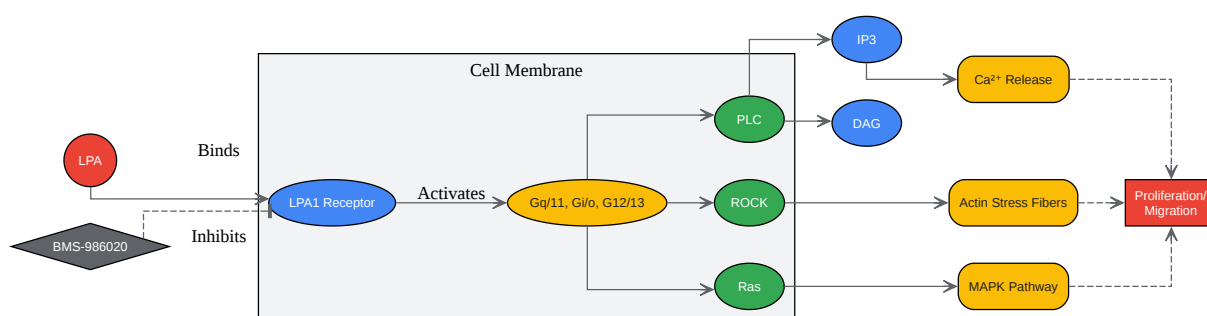 Cell Membrane
LPA
Binds
BMS-986020
Inhibits
LPA1 Receptor
Activates
Gq/11, Gi/o, G12/13
PLC
ROCK
Ras
IP3
DAG
Ca²⁺ Release
Actin Stress Fibers
MAPK Pathway
Proliferation/
Migration